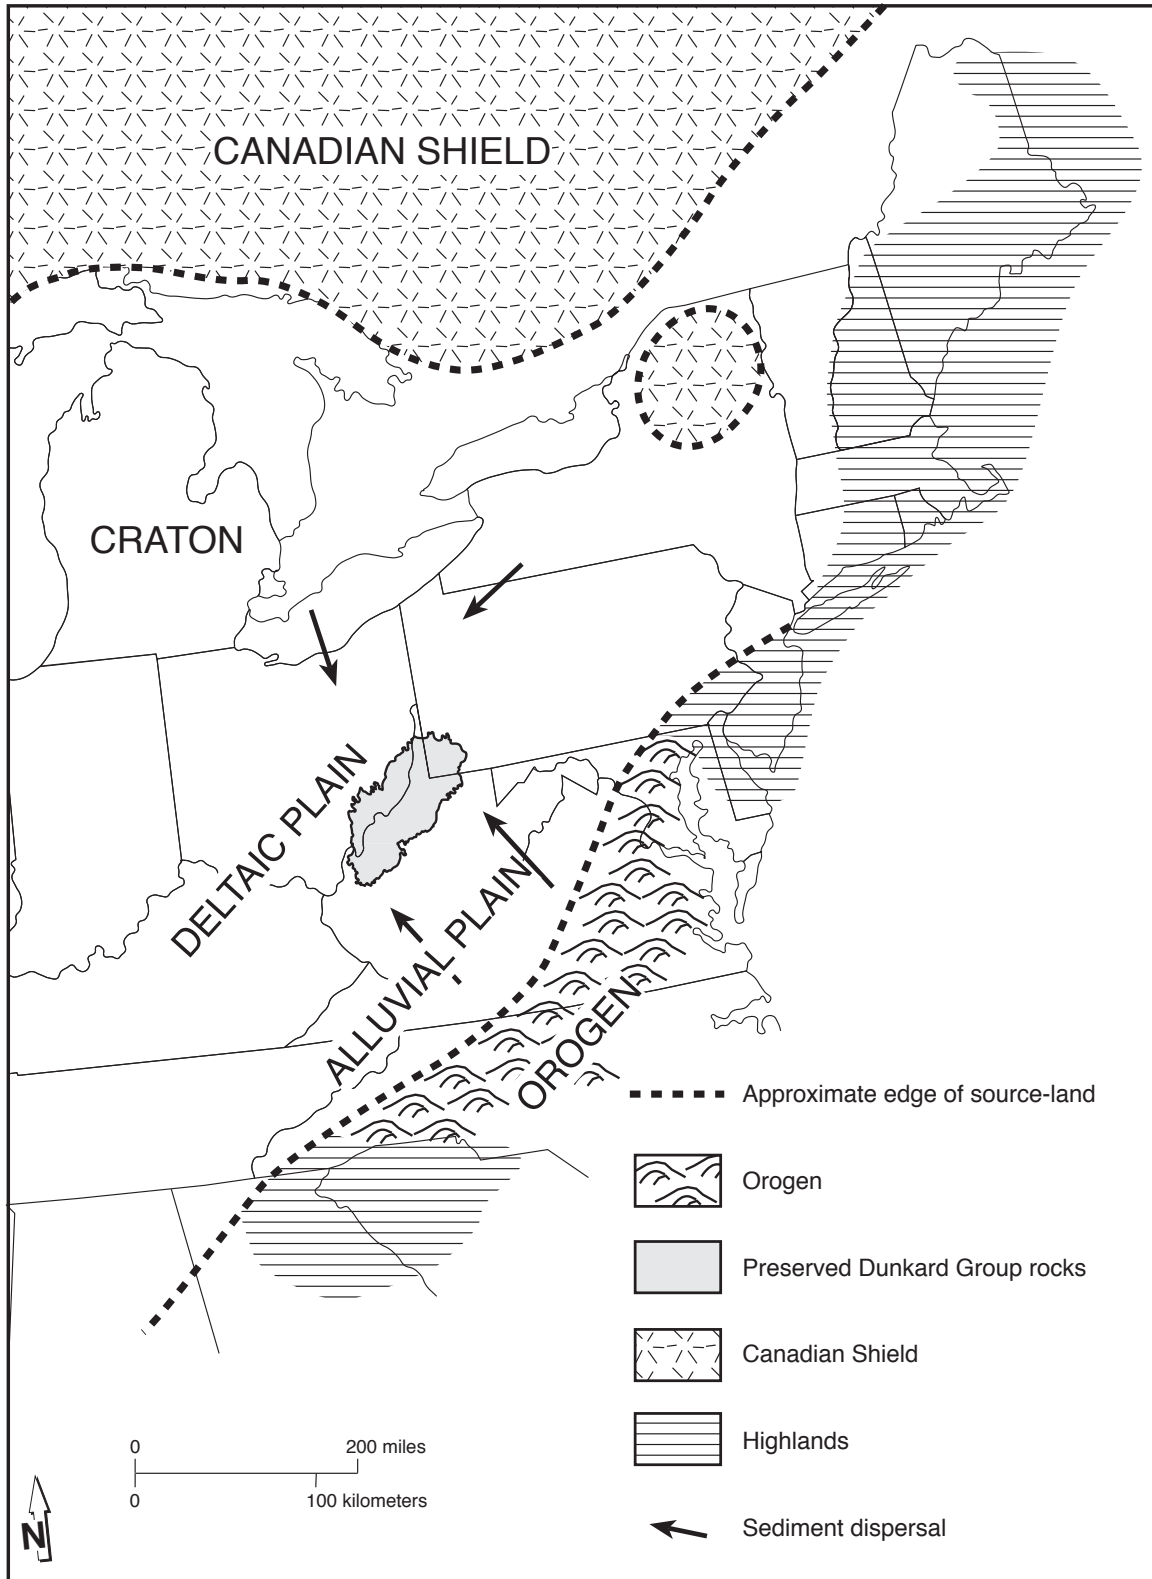 CANADIAN SHIELD
CRATON
DELTAIC PLAIN
ALLUVIAL PLAIN
OROGEN
Approximate edge of source-land
Orogen
Preserved Dunkard Group rocks
Canadian Shield
Highlands
Sediment dispersal
0
200 miles
0
100 kilometers
N